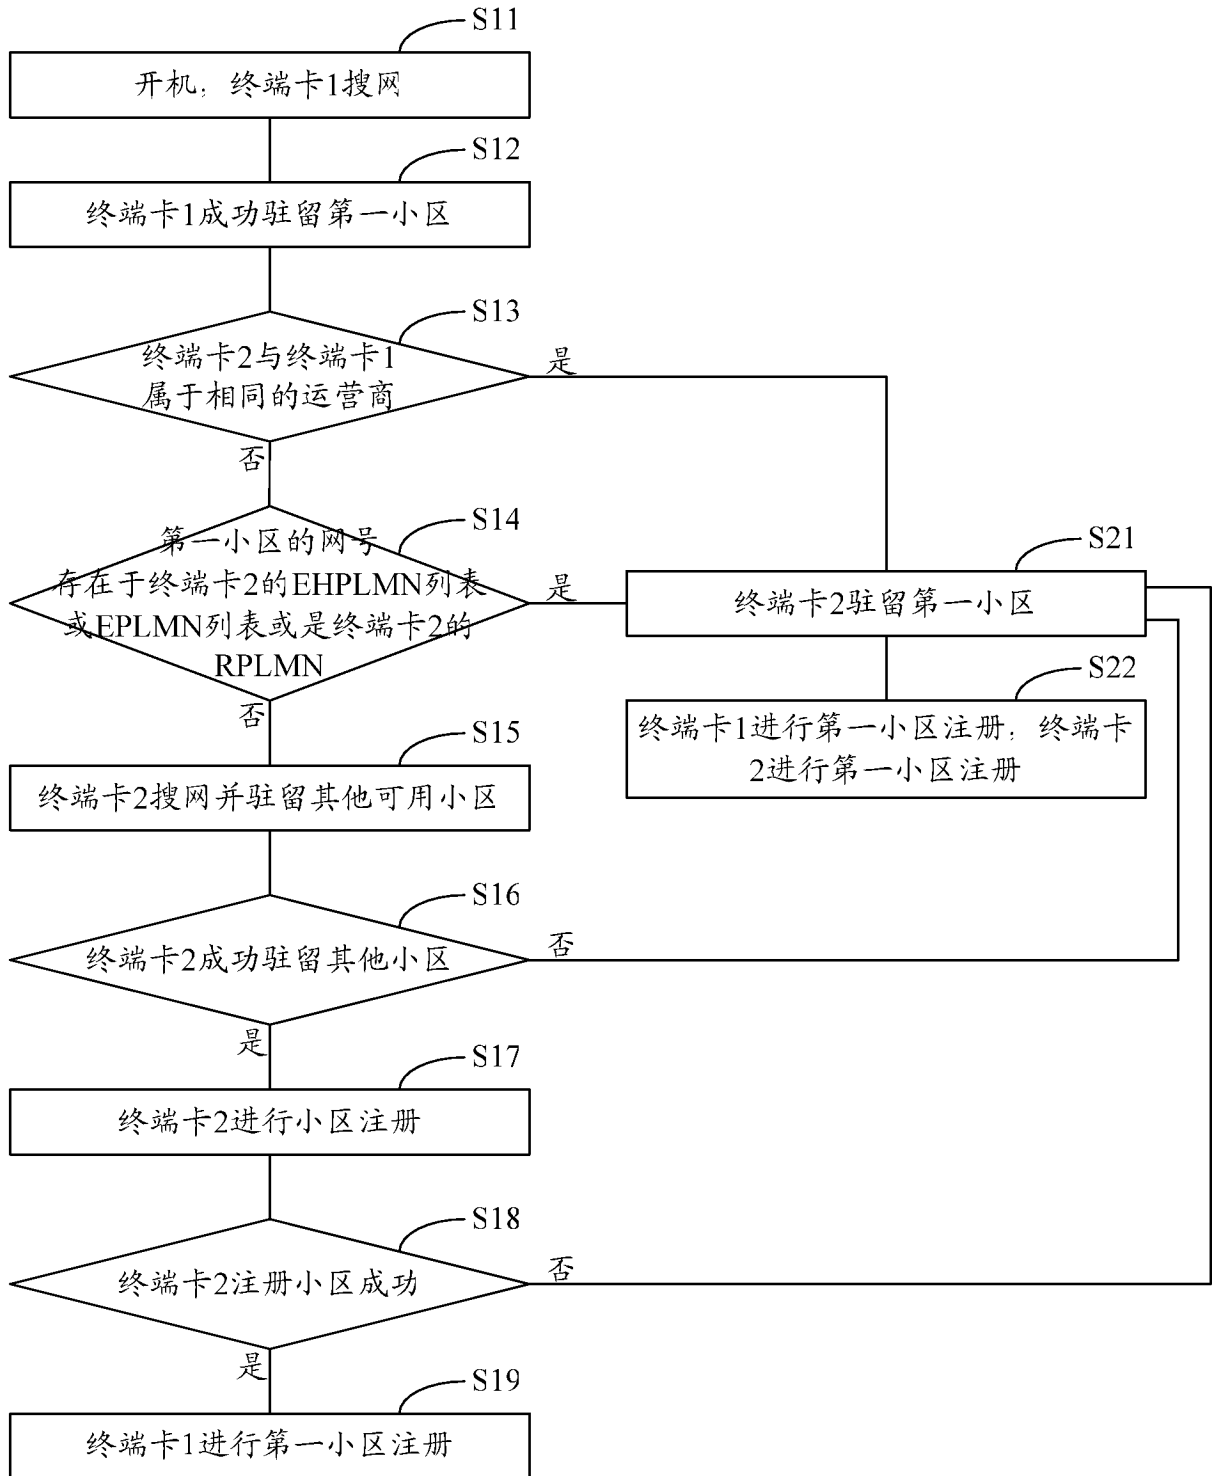 S11
开机，终端卡1搜网
S12
终端卡1成功驻留第一小区
S13
终端卡2与终端卡1
属于相同的运营商
是
否
S14
第一小区的网号
存在于终端卡2的EHPLMN列表
或EPLMN列表或是终端卡2的
RPLMN
是
否
S21
终端卡2驻留第一小区
S22
终端卡1进行第一小区注册，终端卡
2进行第一小区注册
S15
终端卡2搜网并驻留其他可用小区
S16
终端卡2成功驻留其他小区
否
是
S17
终端卡2进行小区注册
S18
终端卡2注册小区成功
否
是
S19
终端卡1进行第一小区注册